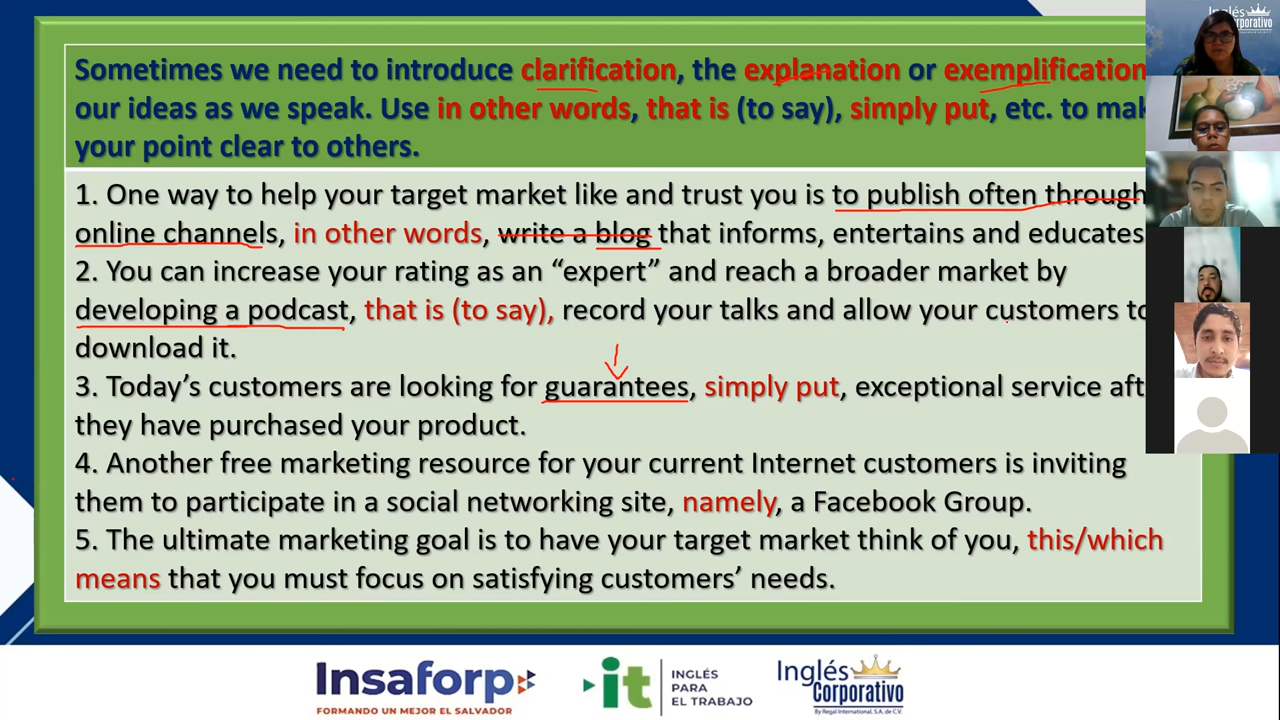 Sometimes we need to introduce clarification, the explanation or exemplification
our ideas as we speak. Use in other words, that is (to say), simply put, etc. to
your point clear to others.
1. One way to help your target market like and trust you is to publish often through
online channels, in other words, write a blog that informs, entertains and educates
2. You can increase your rating as an “expert” and reach a broader market by
developing a podcast, that is (to say), record your talks and allow your customers to
download it.
3. Today’s customers are looking for guarantees, simply put, exceptional service
they have purchased your product.
4. Another free marketing resource for your current Internet customers is inviting
them to participate in a social networking site, namely, a Facebook Group.
5. The ultimate marketing goal is to have your target market think of you, this/which
means that you must focus on satisfying customers’ needs.
Inglés
Corporativo
Insaforp
FORMANDO UN MEJOR EL SALVADOR
it
INGLÉS
PARA
EL TRABAJO
Inglés
Corporativo
By Regal International, S.A. de C.V.